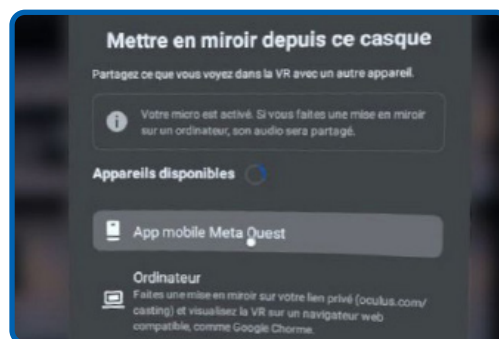 Mettre en miroir depuis ce casque
Partagez ce que vous voyez dans la VR avec un autre appareil.
Votre micro est activé. Si vous faites une mise en miroir
sur un ordinateur, son audio sera partagé.
Appareils disponibles
App mobile Meta Quest
Ordinateur
Faites une mise en miroir sur votre lien privé (oculus.com/
casting) et visualisez la VR sur un navigateur web
compatible, comme Google Chorme.